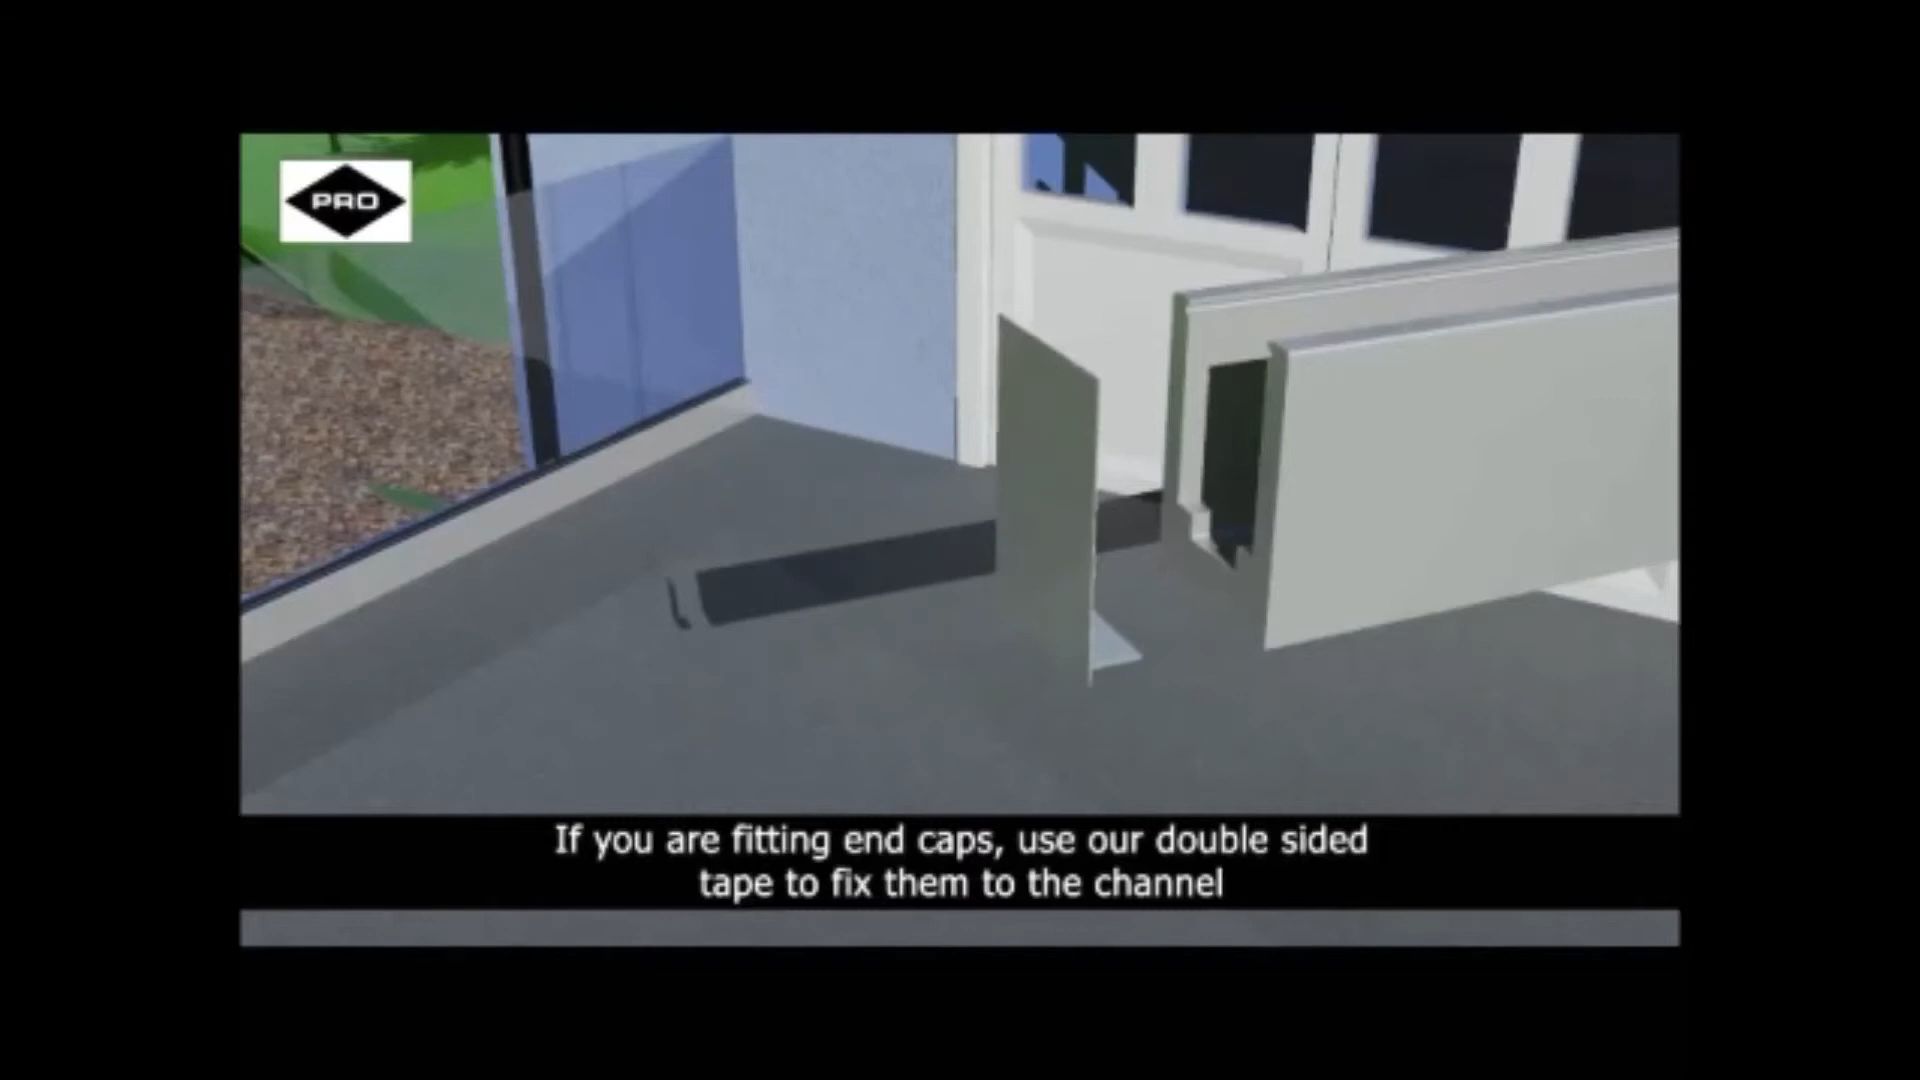 PRO
If you are fitting end caps, use our double sided
tape to fix them to the channel